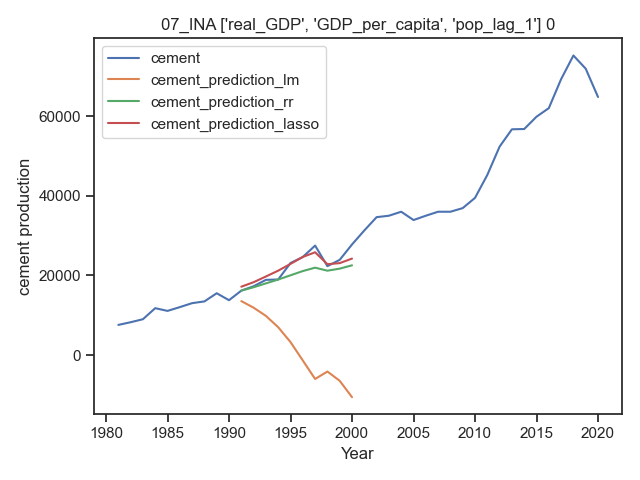 07_INA ['real_GDP', 'GDP_per_capita', 'pop_lag_1'] 0
cement
cement_prediction_lm
cement_prediction_rr
cement_prediction_lasso
cement production
60000
40000
20000
0
1980 1985 1990 1995 2000 2005 2010 2015 2020
Year